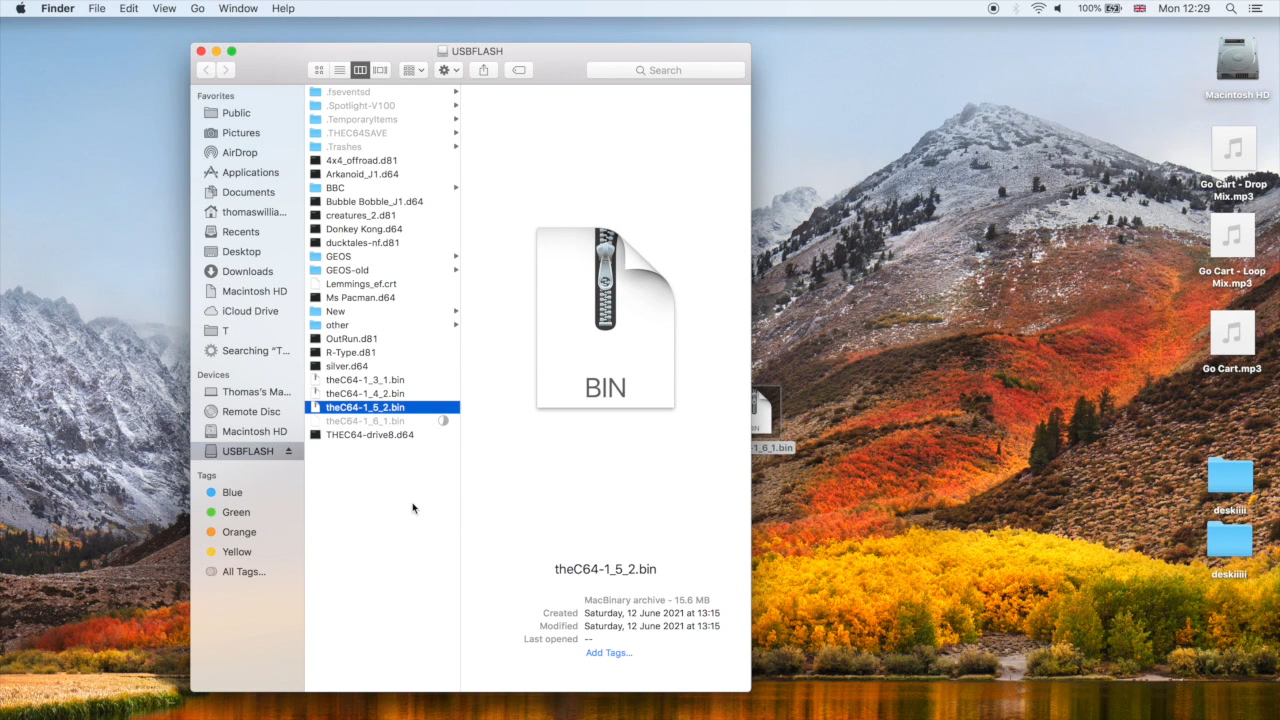 Finder File Edit View Go Window Help
100% Mon 12:29
USBFLASH
Search
Favorites
Public
Pictures
AirDrop
Applications
Documents
thomaswillia...
Recents
Desktop
Downloads
Macintosh HD
iCloud Drive
T
Searching “T...
Devices
Thomas's Ma...
Remote Disc
Macintosh HD
USBFLASH
Tags
Blue
Green
Orange
Yellow
All Tags...
.fseventsd
.Spotlight-V100
.TemporaryItems
.THEC64SAVE
.Trashes
4x4_offroad.d81
Arkanoid_J1.d64
BBC
Bubble Bobble_J1.d64
creatures_2.d81
Donkey Kong.d64
ducktales-nf.d81
GEOS
GEOS-old
Lemmings_ef.crt
Ms Pacman.d64
New
other
OutRun.d81
R-Type.d81
silver.d64
theC64-1_3_1.bin
theC64-1_4_2.bin
theC64-1_5_2.bin
theC64-1_6_1.bin
THEC64-drive8.d64
BIN
theC64-1_5_2.bin
MacBinary archive - 15.6 MB
Created Saturday, 12 June 2021 at 13:15
Modified Saturday, 12 June 2021 at 13:15
Last opened --
Add Tags...
-1_6_1.bin
Macintosh HD
Go Cart - Drop
Mix.mp3
Go Cart - Loop
Mix.mp3
Go Cart.mp3
deskiiii
deskiiiii